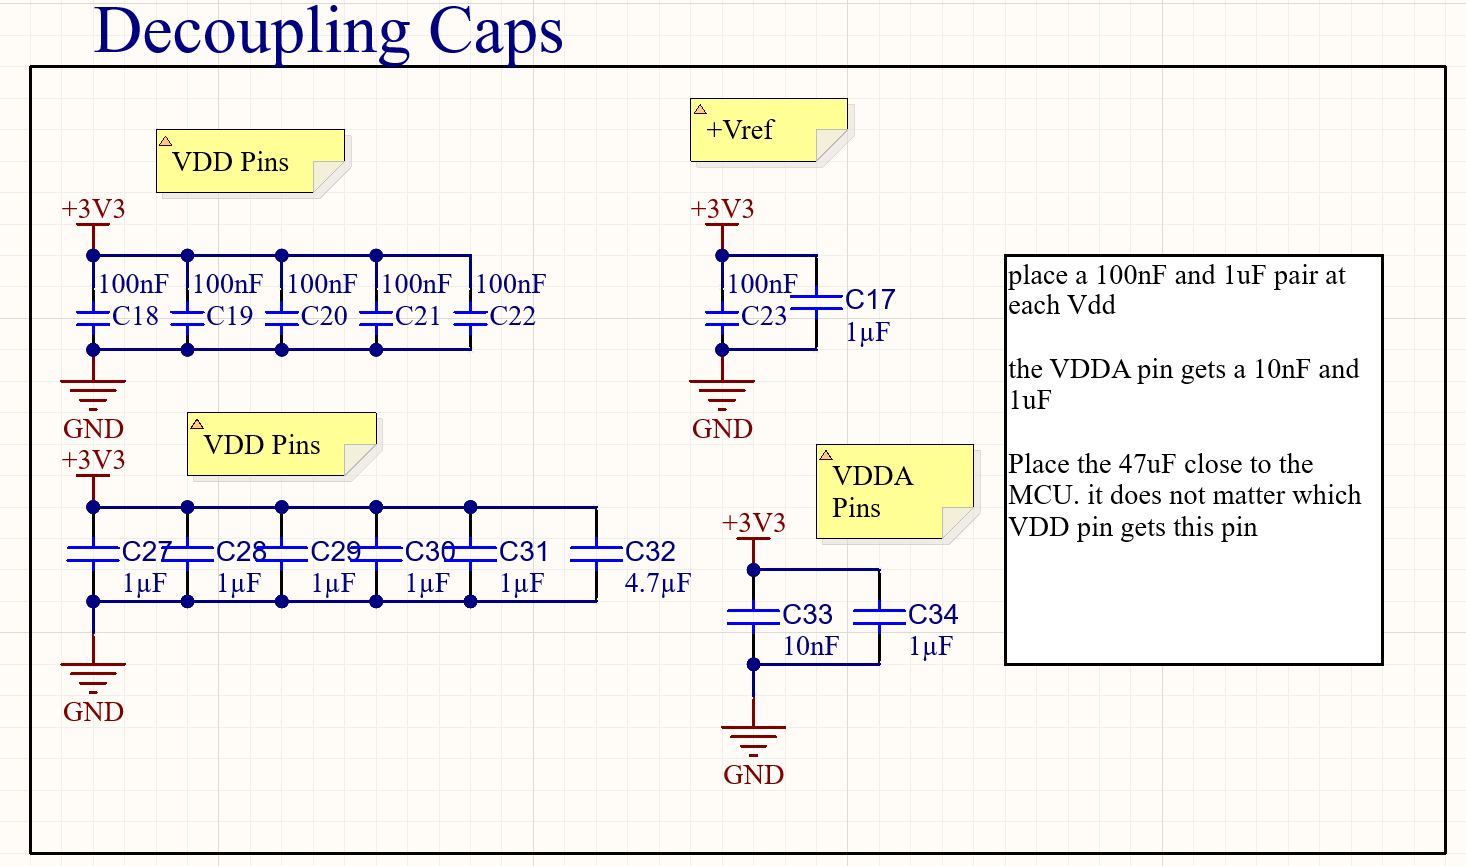 Decoupling Caps
VDD Pins
+3V3
100nF 100nF 100nF 100nF 100nF
C18 C19 C20 C21 C22
GND
+Vref
+3V3
100nF
C23
C17
1µF
GND
VDD Pins
+3V3
C27 C28 C29 C30 C31 C32
1µF 1µF 1µF 1µF 1µF 4.7µF
GND
VDDA
Pins
+3V3
C33 C34
10nF 1µF
GND
place a 100nF and 1uF pair at
each Vdd
the VDDA pin gets a 10nF and
1uF
Place the 47uF close to the
MCU. it does not matter which
VDD pin gets this pin